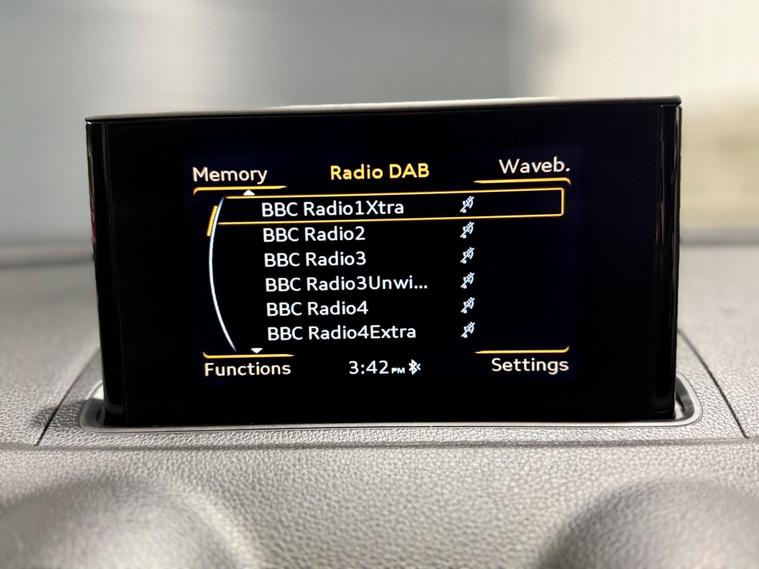 Memory Radio DAB Waveb.
BBC Radio1Xtra
BBC Radio2
BBC Radio3
BBC Radio3Unwi...
BBC Radio4
BBC Radio4Extra
Functions 3:42PM Settings